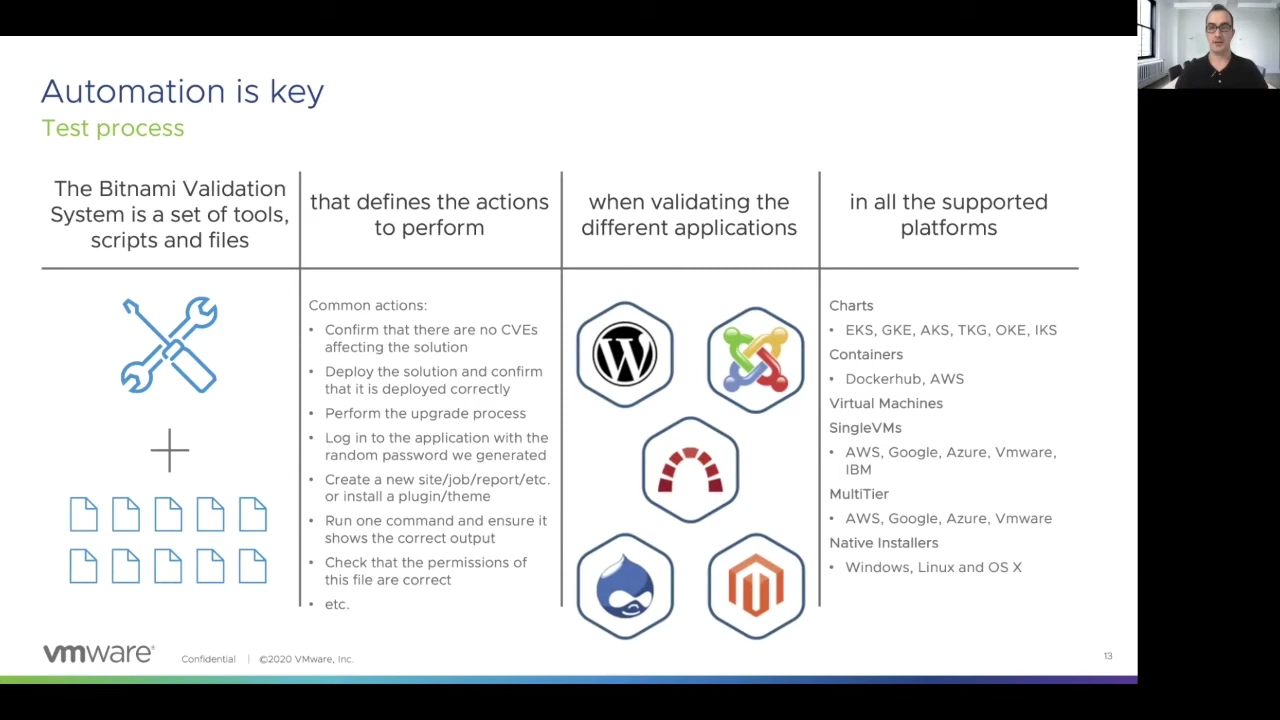 Automation is key
Test process
The Bitnami Validation
System is a set of tools,
scripts and files
that defines the actions
to perform
when validating the
different applications
in all the supported
platforms
Common actions:
• Confirm that there are no CVEs
affecting the solution
• Deploy the solution and confirm
that it is deployed correctly
• Perform the upgrade process
• Log in to the application with the
random password we generated
• Create a new site/job/report/etc.
or install a plugin/theme
• Run one command and ensure it
shows the correct output
• Check that the permissions of
this file are correct
• etc.
Charts
• EKS, GKE, AKS, TKG, OKE, IKS
Containers
• Dockerhub, AWS
Virtual Machines
SingleVMs
• AWS, Google, Azure, Vmware,
IBM
MultiTier
• AWS, Google, Azure, Vmware
Native Installers
• Windows, Linux and OS X
vmware®
Confidential | ©2020 VMware, Inc.
13